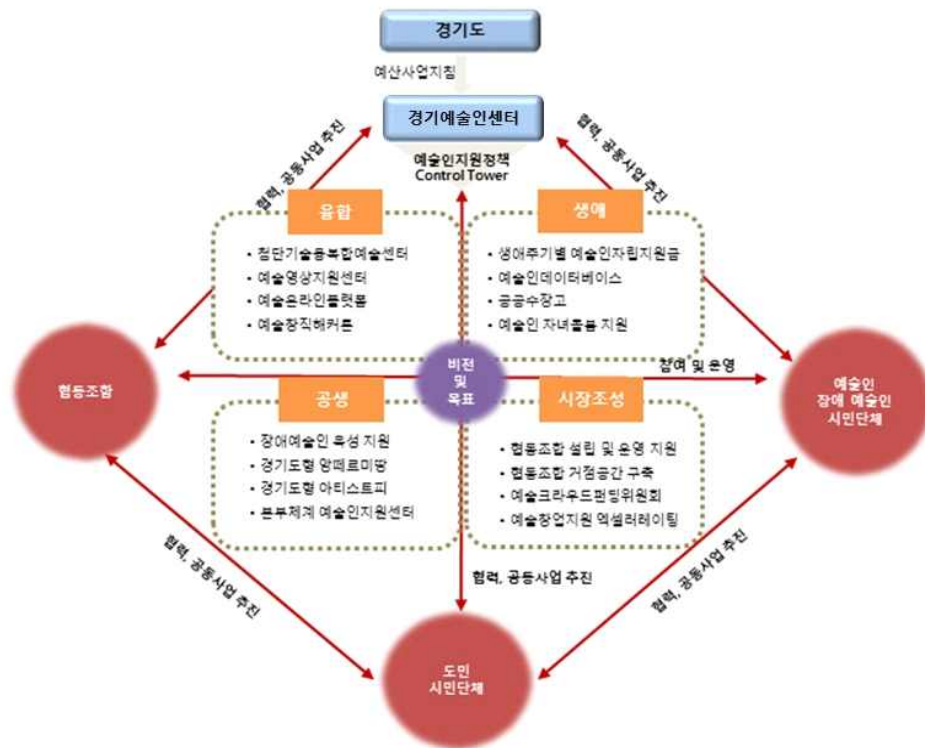 경기도
예산사업지침
경기예술인센터
예술인지원정책
Control Tower
협력, 공동사업 추진
협력, 공동사업 추진
융합
• 첨단기술융복합예술센터
• 예술영상지원센터
• 예술온라인플랫폼
• 예술창직해커톤
생애
• 생애주기별 예술인자립지원금
• 예술인데이터베이스
• 공공수장고
• 예술인 자녀돌봄 지원
협동조합
비전
및
목표
참여 및 운영
예술인
장애 예술인
시민단체
공생
• 장애예술인 육성 지원
• 경기도형 앙떼르미땅
• 경기도형 아티스트피
• 본부체계 예술인지원센터
시장조성
• 협동조합 설립 및 운영 지원
• 협동조합 거점공간 구축
• 예술크라우드펀딩위원회
• 예술창업지원 엑셀러레이팅
협력, 공동사업 추진
협력, 공동사업 추진
협력, 공동사업 추진
도민
시민단체